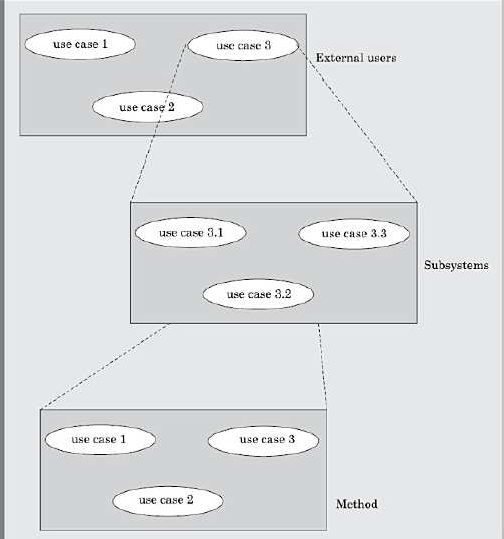 use case 1
use case 3
External users
use case 2
use case 3.1
use case 3.3
Subsystems
use case 3.2
use case 1
use case 3
use case 2
Method